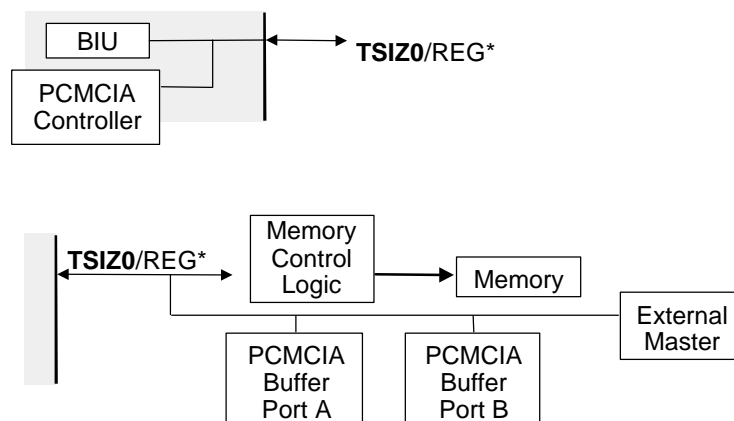 BIU
TSIZ0/REG*
PCMCIA
Controller
TSIZ0/REG*
Memory
Control
Logic
Memory
External
Master
PCMCIA
Buffer
Port A
PCMCIA
Buffer
Port B